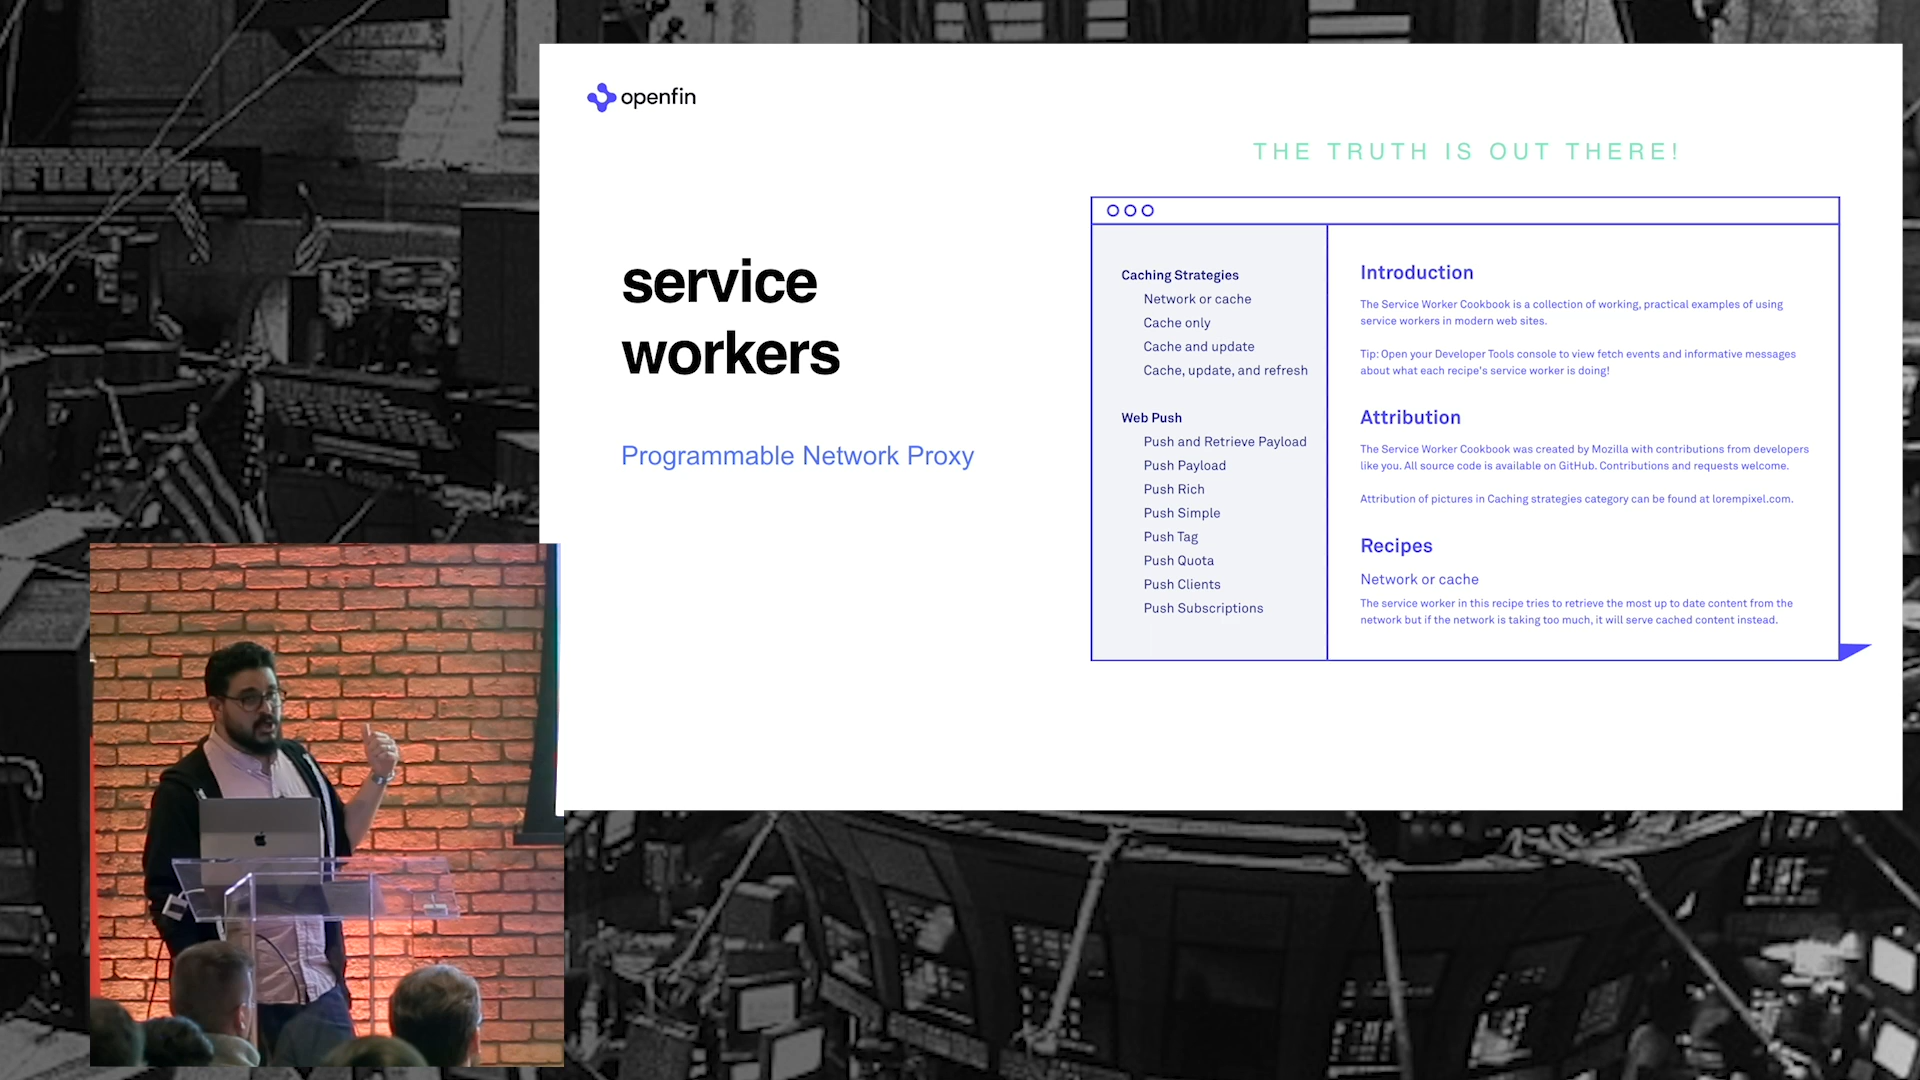 openfin
THE TRUTH IS OUT THERE!
service
workers
Programmable Network Proxy
Caching Strategies
Network or cache
Cache only
Cache and update
Cache, update, and refresh
Web Push
Push and Retrieve Payload
Push Payload
Push Rich
Push Simple
Push Tag
Push Quota
Push Clients
Push Subscriptions
Introduction
The Service Worker Cookbook is a collection of working, practical examples of using
service workers in modern web sites.
Tip: Open your Developer Tools console to view fetch events and informative messages
about what each recipe's service worker is doing!
Attribution
The Service Worker Cookbook was created by Mozilla with contributions from developers
like you. All source code is available on GitHub. Contributions and requests welcome.
Attribution of pictures in Caching strategies category can be found at lorempixel.com.
Recipes
Network or cache
The service worker in this recipe tries to retrieve the most up to date content from the
network but if the network is taking too much, it will serve cached content instead.